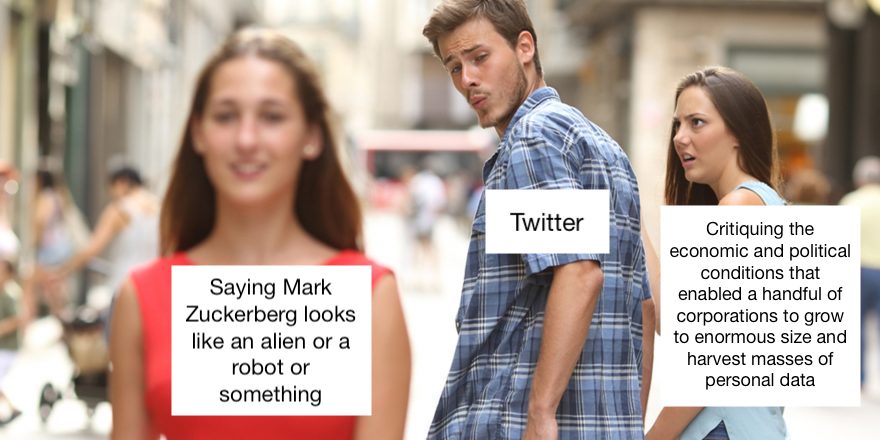 Saying Mark
Zuckerberg looks
like an alien or a
robot or
something
Twitter
Critiquing the
economic and political
conditions that
enabled a handful of
corporations to grow
to enormous size and
harvest masses of
personal data